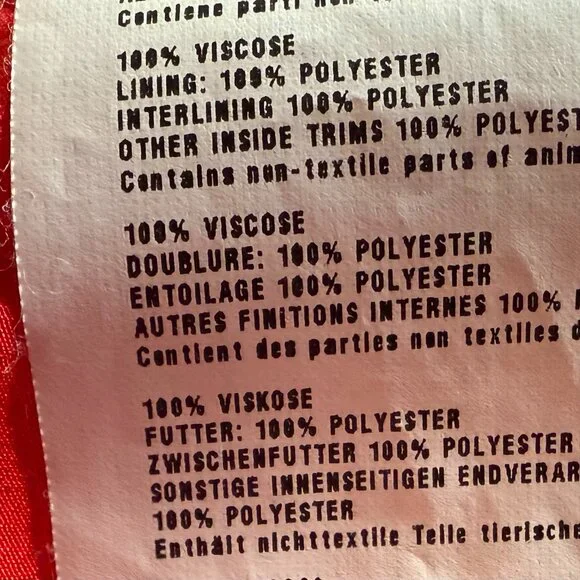 Contiene parti non
100% VISCOSE
LINING: 100% POLYESTER
INTERLINING 100% POLYESTER
OTHER INSIDE TRIMS 100% POLYEST
Contains non-textile parts of anim
100% VISCOSE
DOUBLURE: 100% POLYESTER
ENTOILAGE 100% POLYESTER
AUTRES FINITIONS INTERNES 100%
Contient des parties non textiles d
100% VISKOSE
FUTTER: 100% POLYESTER
ZWISCHENFUTTER 100% POLYESTER
SONSTIGE INNENSEITIGEN ENDVERAR
100% POLYESTER
Enthält nichttextile Teile tierische